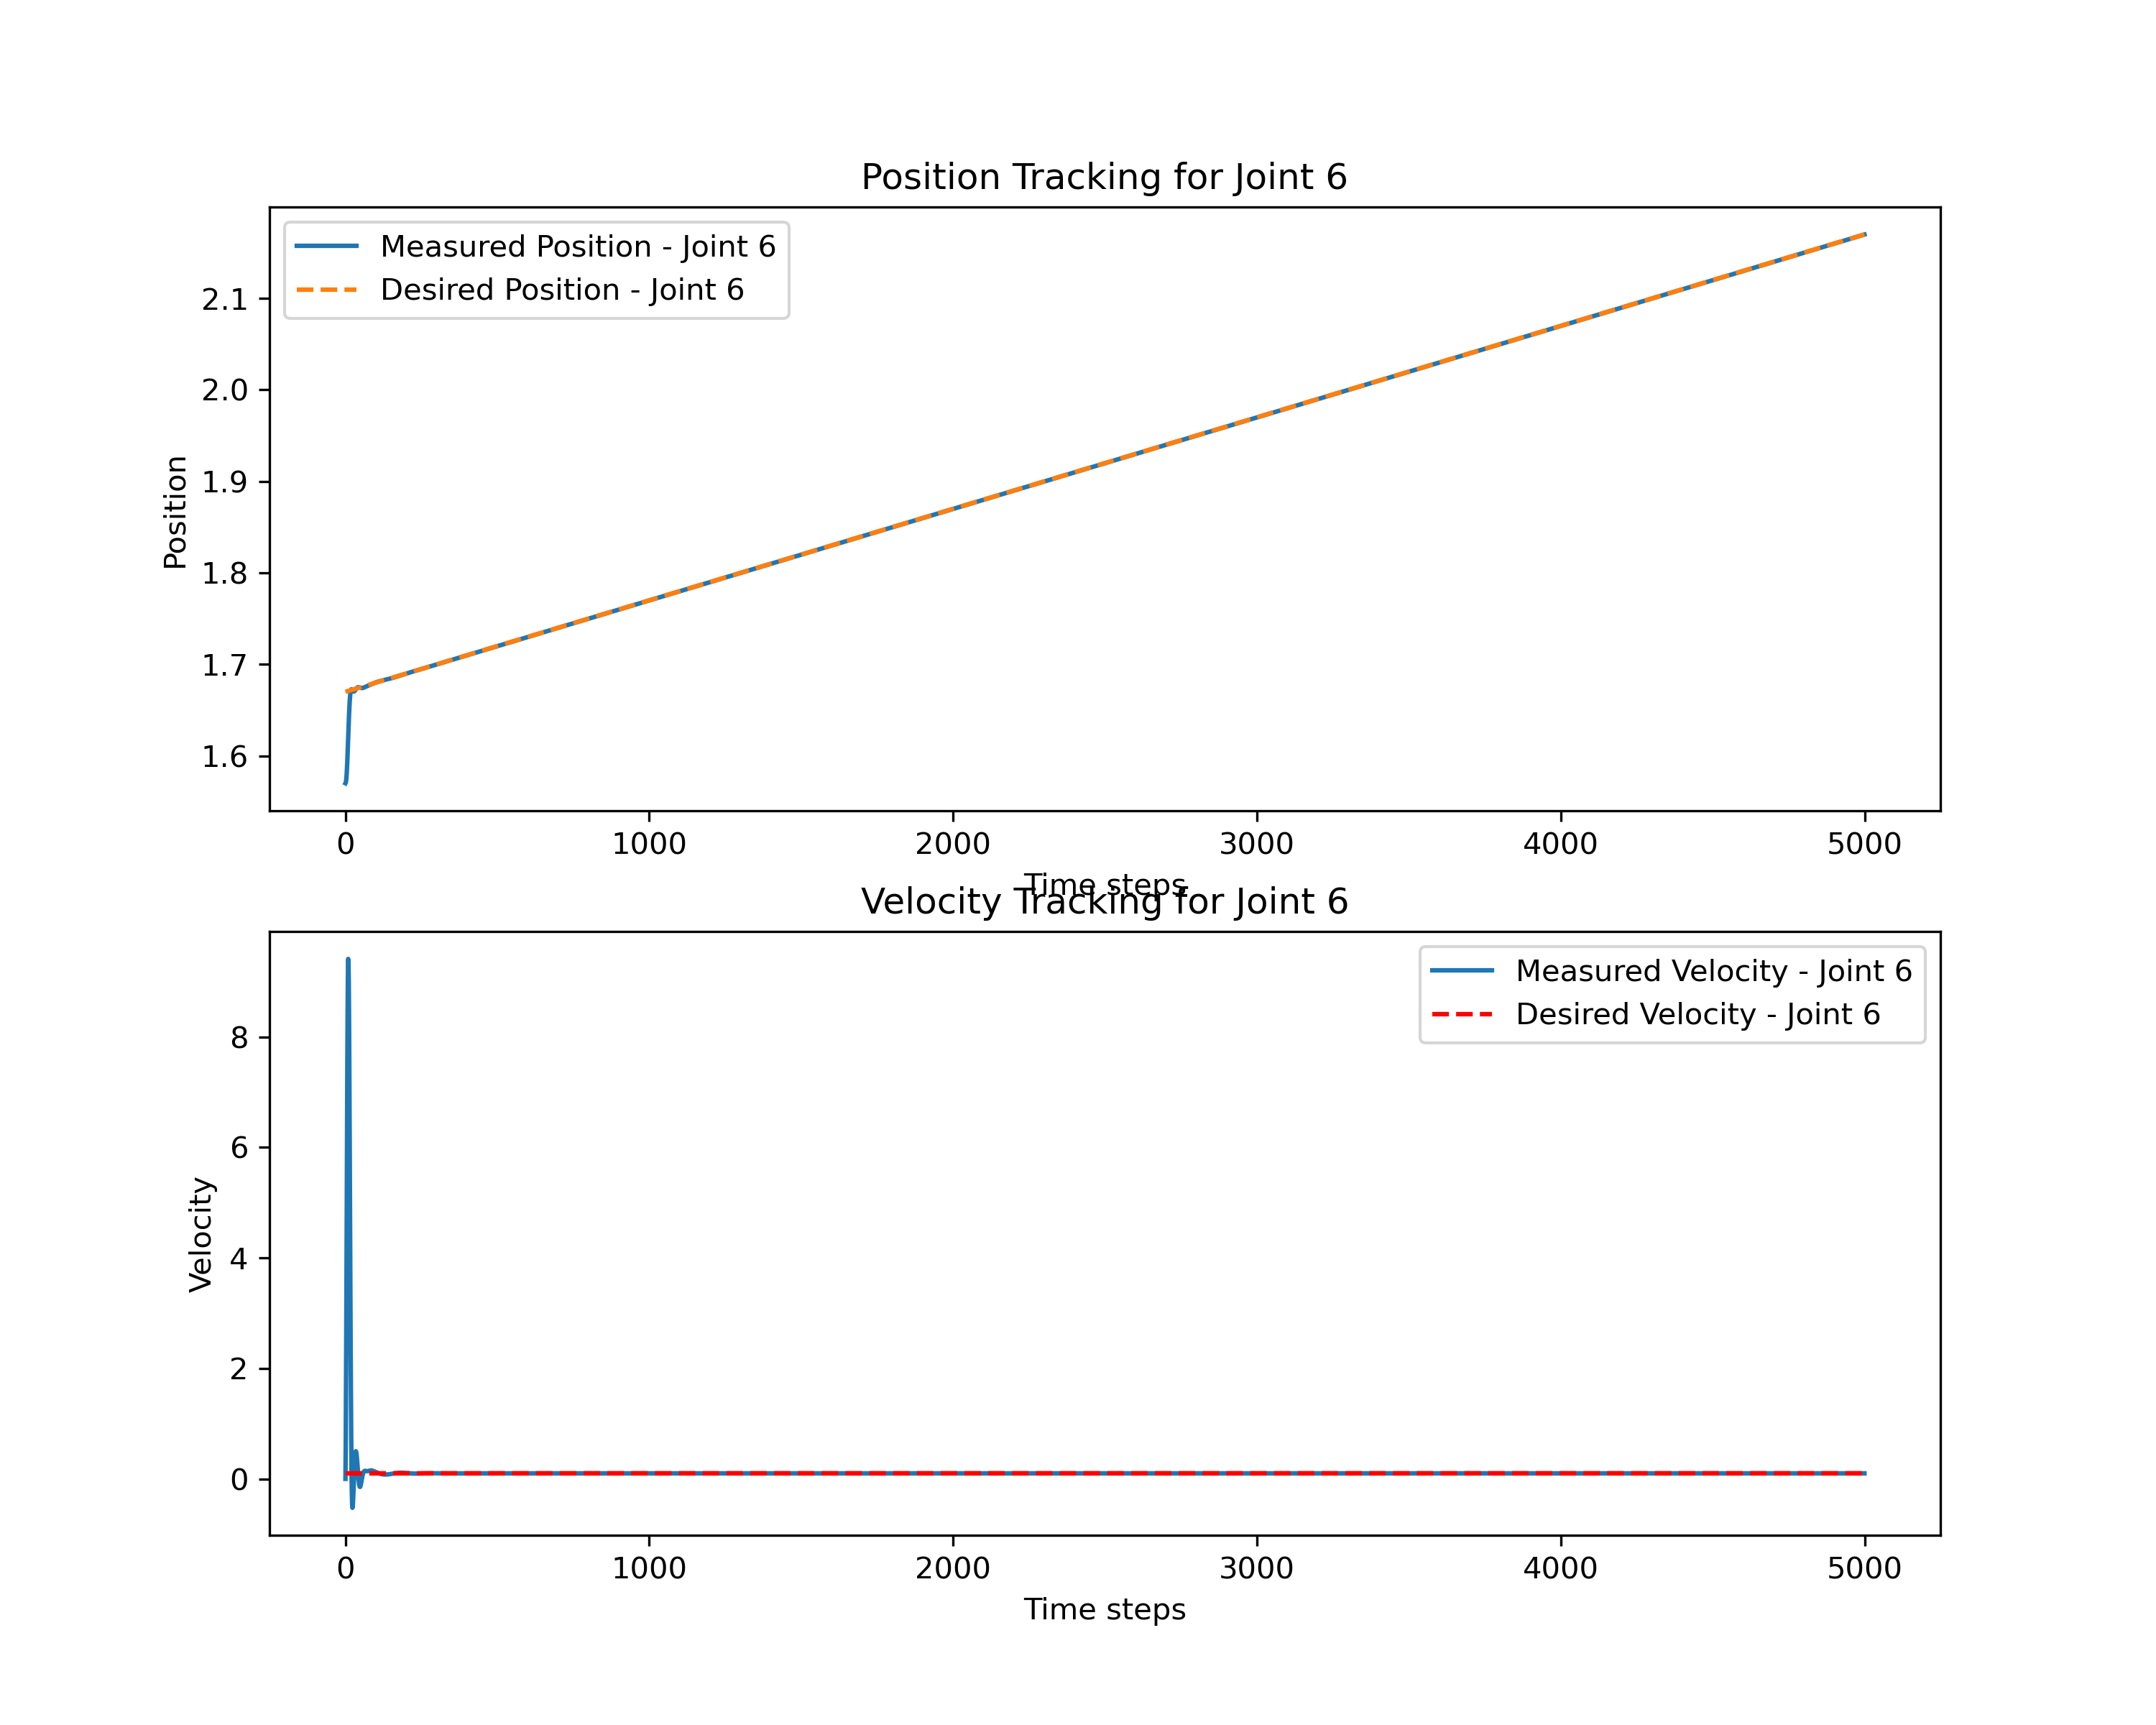 Position Tracking for Joint 6
Measured Position - Joint 6
Desired Position - Joint 6
Position
2.1
2.0
1.9
1.8
1.7
1.6
0 1000 2000 3000 4000 5000
Time steps
Velocity Tracking for Joint 6
Measured Velocity - Joint 6
Desired Velocity - Joint 6
Velocity
8
6
4
2
0
0 1000 2000 3000 4000 5000
Time steps